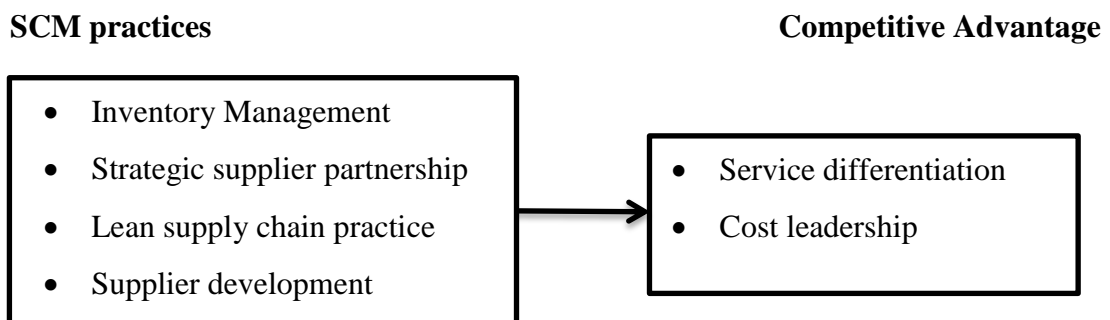 SCM practices
Competitive Advantage
• Inventory Management
• Strategic supplier partnership
• Lean supply chain practice
• Supplier development
• Service differentiation
• Cost leadership